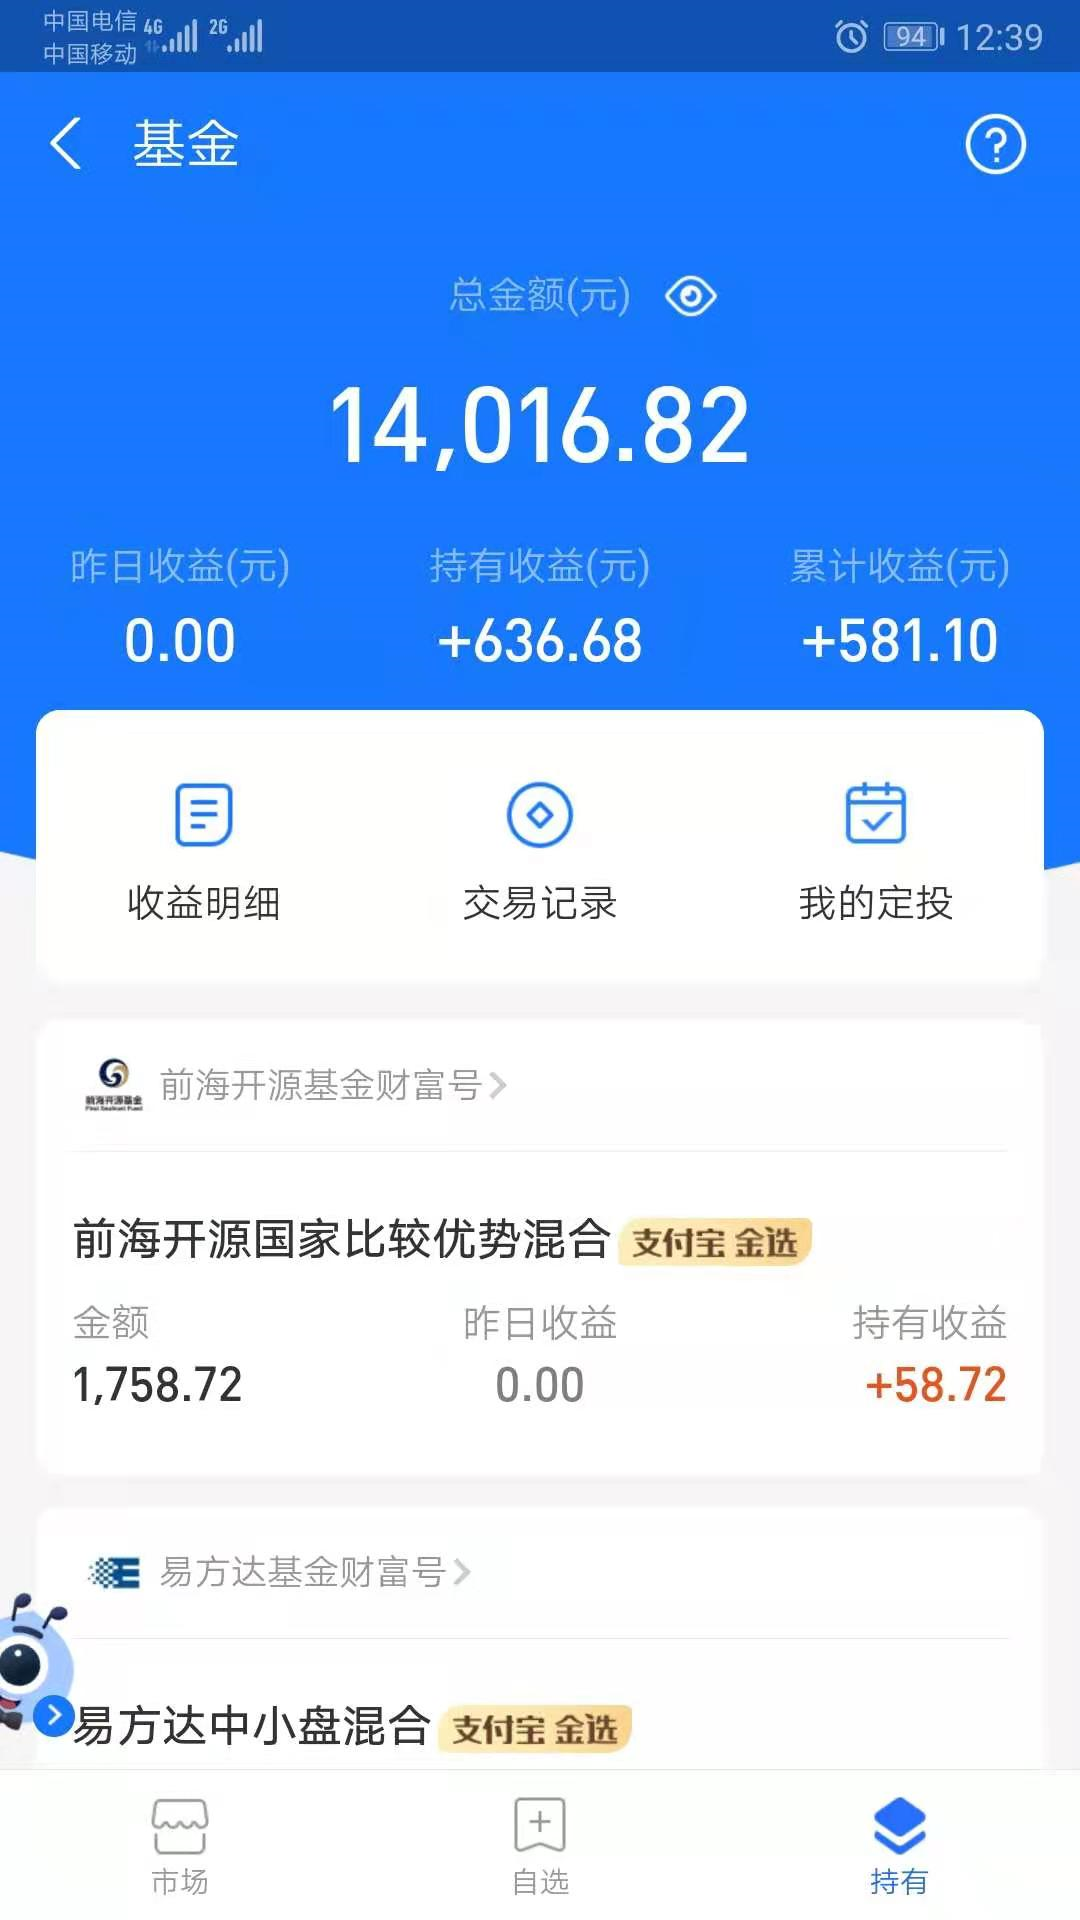 中国电信 4G 2G
中国移动
94 12:39
基金
?
总金额(元)
14,016.82
昨日收益(元) 持有收益(元) 累计收益(元)
0.00 +636.68 +581.10
收益明细 交易记录 我的定投
前海开源基金
前海开源基金财富号
前海开源国家比较优势混合 支付宝 金选
金额 昨日收益 持有收益
1,758.72 0.00 +58.72
易方达基金财富号
易方达中小盘混合 支付宝 金选
市场 自选 持有